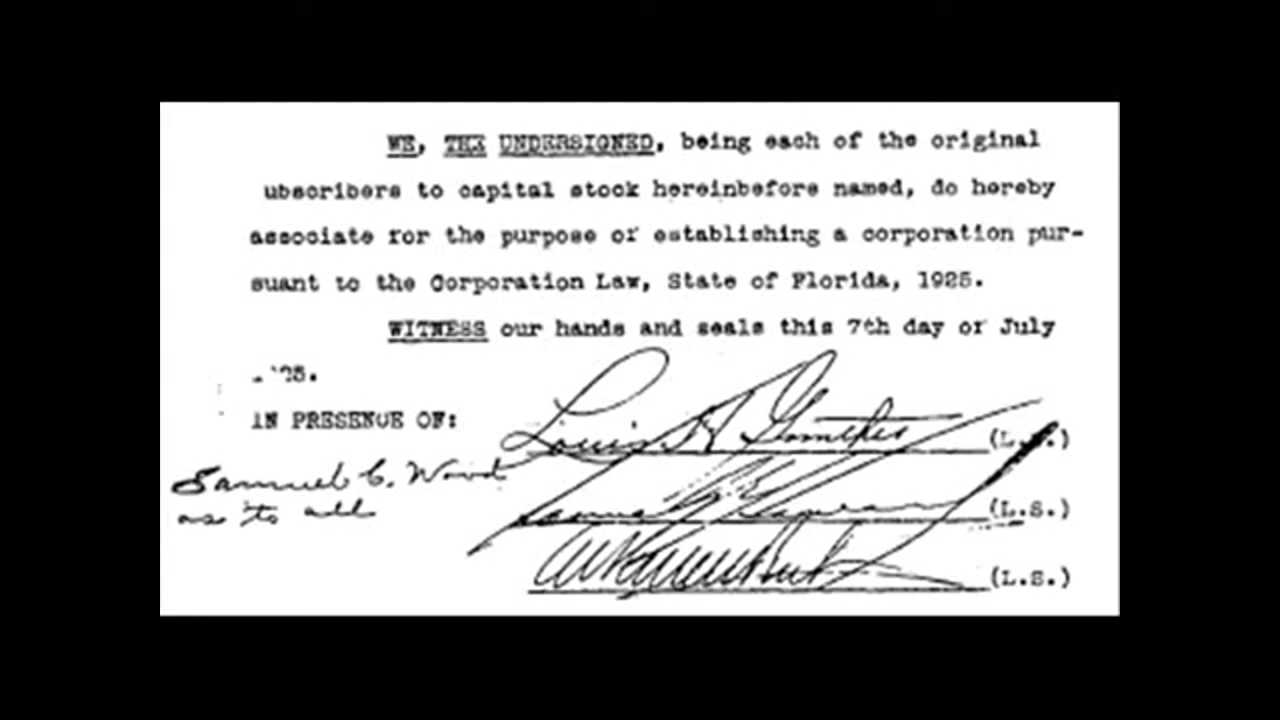 WE, THE UNDERSIGNED, being each of the original
ubscribers to capital stock hereinbefore named, do hereby
associate for the purpose of establishing a corporation pur-
suant to the Corporation Law, State of Florida, 1925.
WITNESS our hands and seals this 7th day of July
25.
IN PRESENCE OF:
Louis A (L.S.)
Samuel C. Ward
as to all
(L.S.)
(L.S.)